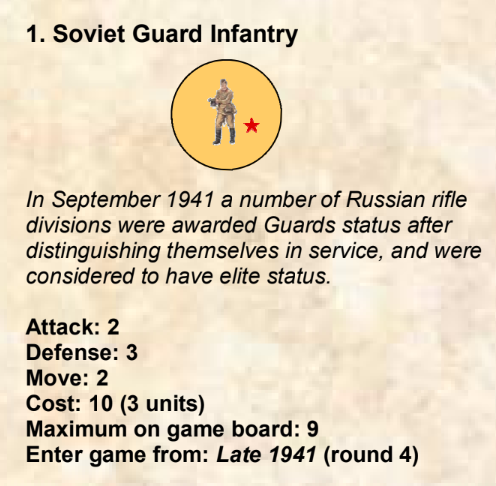 1. Soviet Guard Infantry
In September 1941 a number of Russian rifle
divisions were awarded Guards status after
distinguishing themselves in service, and were
considered to have elite status.
Attack: 2
Defense: 3
Move: 2
Cost: 10 (3 units)
Maximum on game board: 9
Enter game from: Late 1941 (round 4)